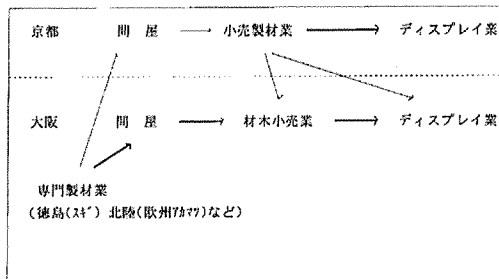 京都 問屋 → 小売製材業 → ディスプレイ業
大阪 問屋 → 材木小売業 → ディスプレイ業
専門製材業
(徳島(スギ) 北陸(欧州アカマツ)など)